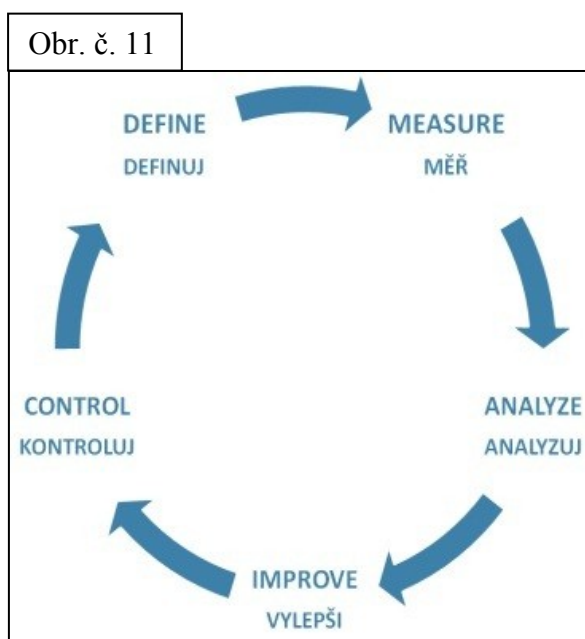 Obr. č. 11
DEFINE
DEFINUJ
MEASURE
MĚŘ
ANALYZE
ANALYZUJ
IMPROVE
VYLEPŠI
CONTROL
KONTROLUJ